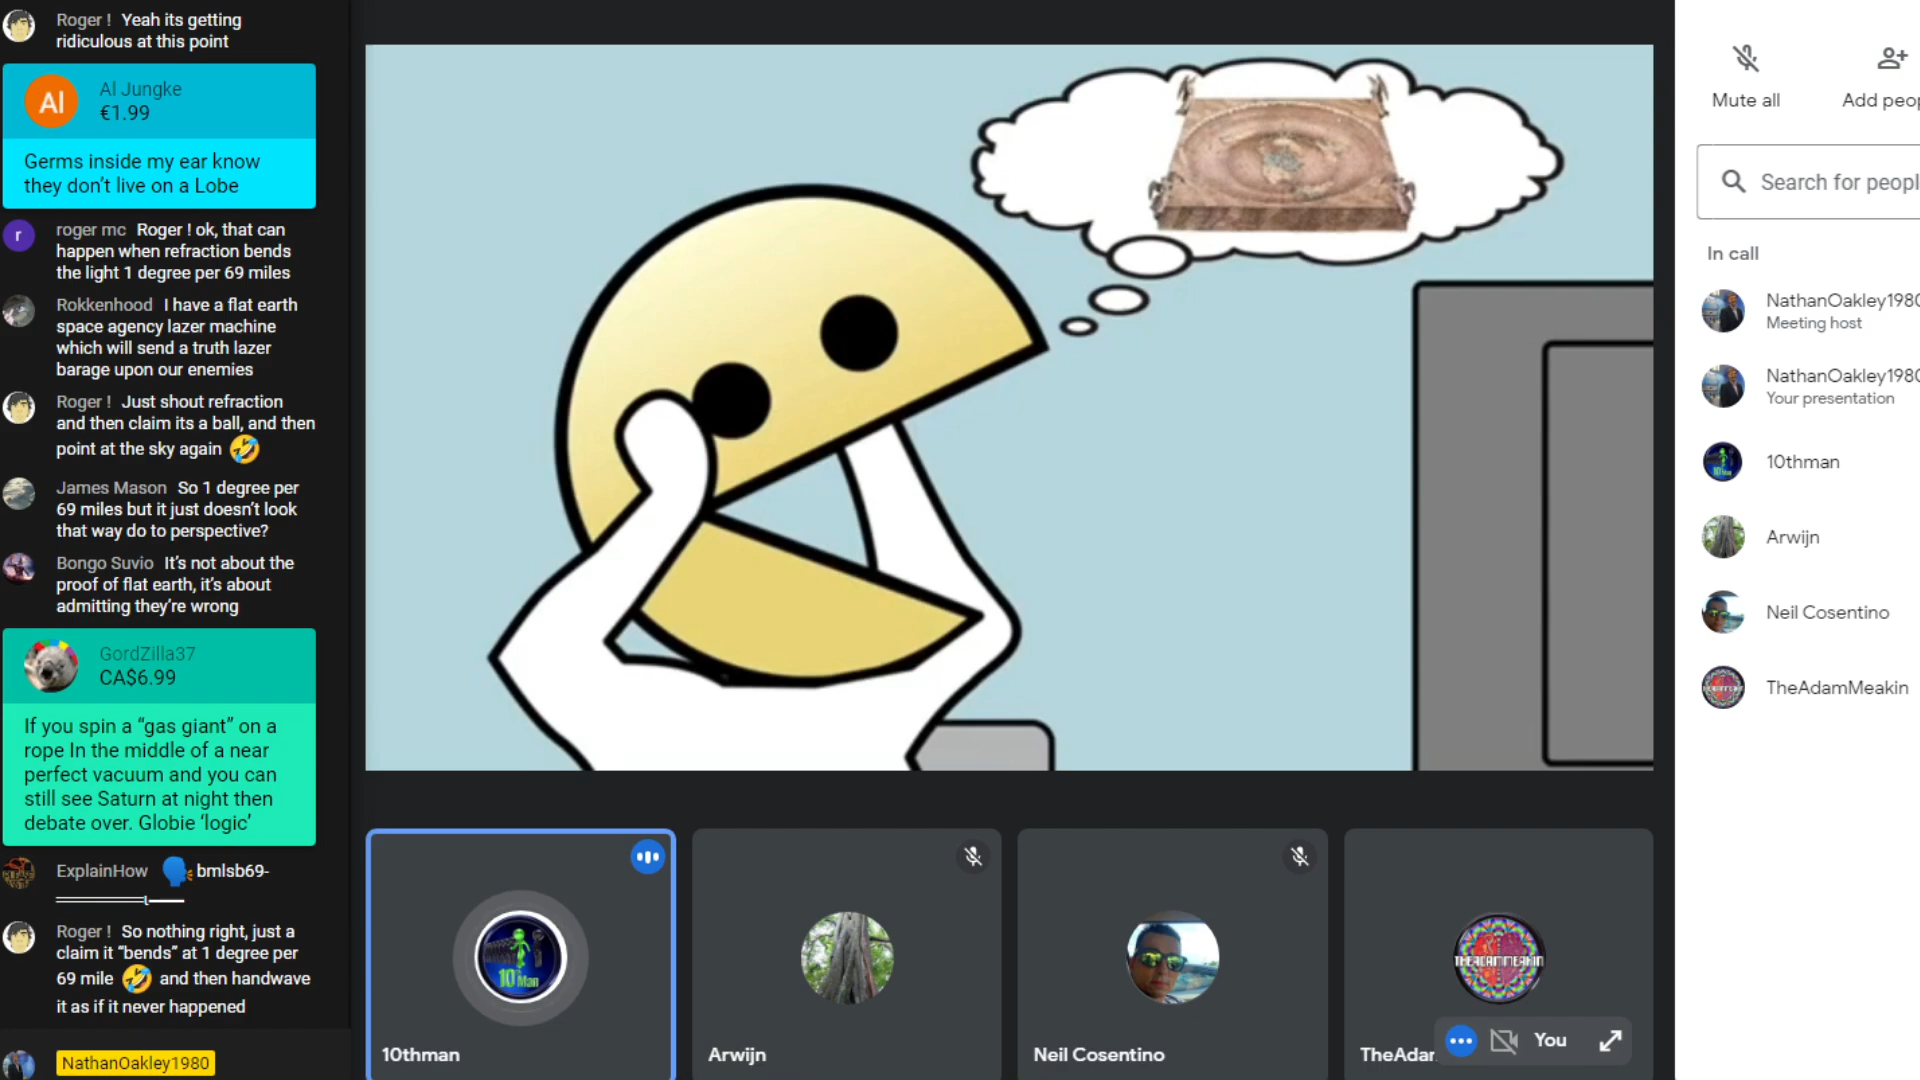 Roger ! Yeah its getting
ridiculous at this point
Al
Al Jungke
€1.99
Germs inside my ear know
they don't live on a Lobe
r
roger mc Roger ! ok, that can
happen when refraction bends
the light 1 degree per 69 miles
Rokkenhood I have a flat earth
space agency lazer machine
which will send a truth lazer
barage upon our enemies
Roger ! Just shout refraction
and then claim its a ball, and then
point at the sky again 🤣
James Mason So 1 degree per
69 miles but it just doesn't look
that way do to perspective?
Bongo Suvio It's not about the
proof of flat earth, it's about
admitting they're wrong
GordZilla37
CA$6.99
If you spin a “gas giant” on a
rope In the middle of a near
perfect vacuum and you can
still see Saturn at night then
debate over. Globie ‘logic’
ExplainHow 🗣 bmlsb69-
Roger ! So nothing right, just a
claim it “bends” at 1 degree per
69 mile 🤣 and then handwave
it as if it never happened
NathanOakley1980
10 Man
10thman
Arwijn
Neil Cosentino
THEADAMMEAKIN
TheAdar
You
Mute all
Add peop
Search for peopl
In call
NathanOakley1980
Meeting host
NathanOakley1980
Your presentation
10thman
Arwijn
Neil Cosentino
TheAdamMeakin